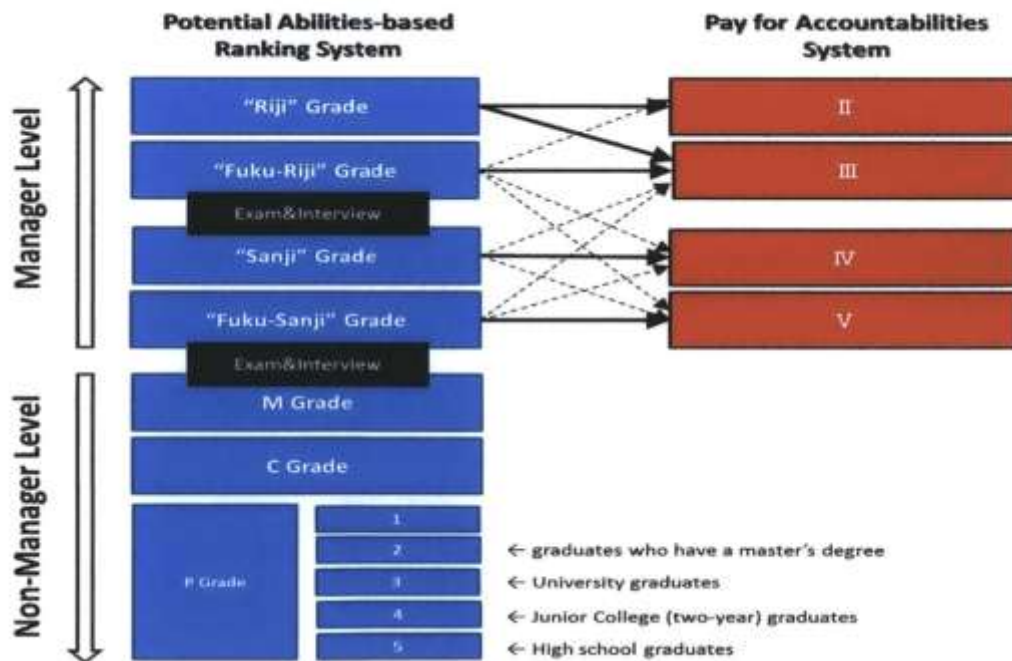 Potential Abilities-based
Ranking System
Pay for Accountabilities
System
Manager Level
"Riji" Grade
"Fuku-Riji" Grade
Exam&Interview
"Sanji" Grade
"Fuku-Sanji" Grade
Exam&Interview
II
III
IV
V
Non-Manager Level
M Grade
C Grade
P Grade
1
2
3
4
5
← graduates who have a master's degree
← University graduates
← Junior College (two-year) graduates
← High school graduates